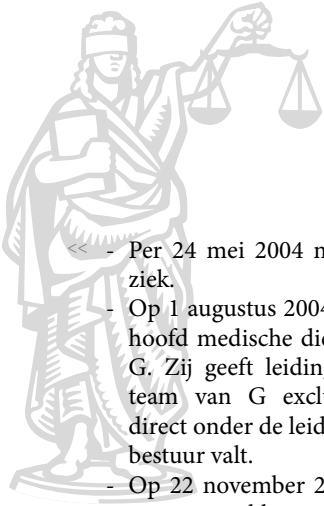 << - Per 24 mei 2004 m
ziek.
- Op 1 augustus 2004
hoofd medische die
G. Zij geeft leiding
team van G exclu
direct onder de leid
bestuur valt.
- Op 22 november 2